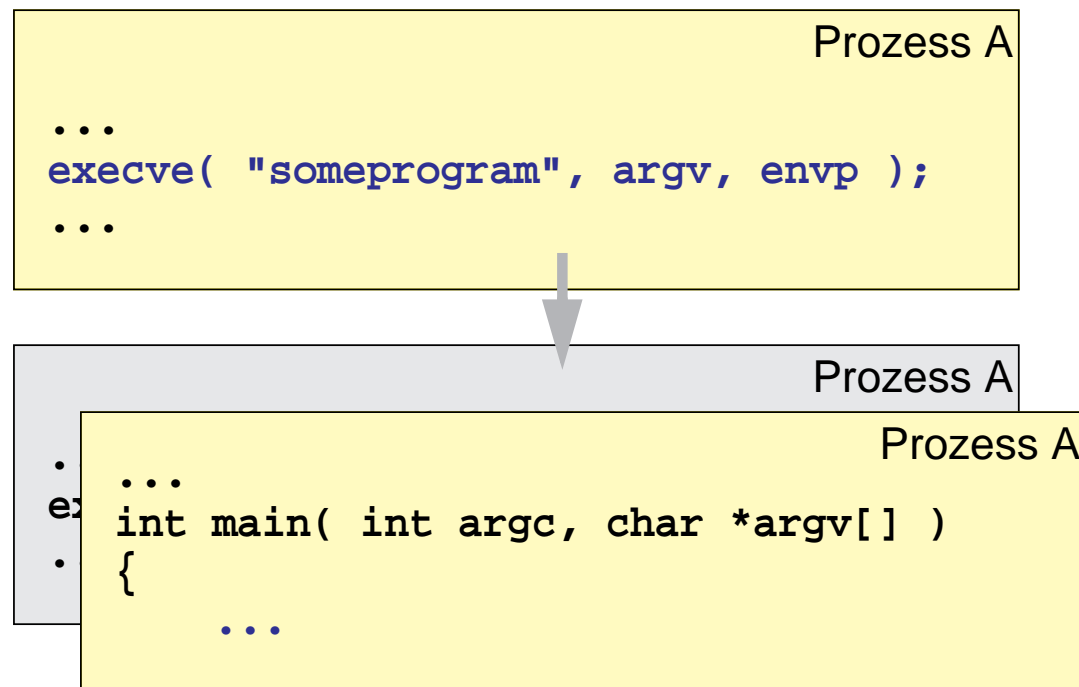 Prozess A
...
execve( "someprogram", argv, envp );
...
Prozess A
Prozess A
...
int main( int argc, char *argv[] )
{
...